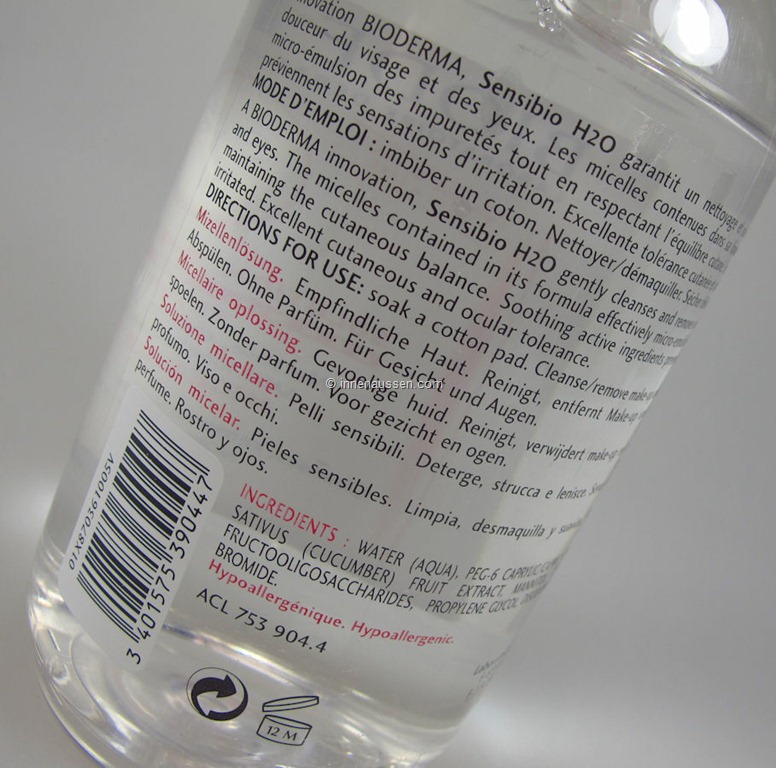 innovation BIODERMA, Sensibio H2O garantit un nettoyage
douceur du visage et des yeux. Les micelles contenues dans sa
micro-émulsion des impuretés tout en respectant l'équilibre
préviennent les sensations d'irritation. Excellente tolérance cutanée
MODE D'EMPLOI : imbiber un coton. Nettoyer/démaquiller. Sécher
A BIODERMA innovation, Sensibio H2O gently cleanses and
and eyes. The micelles contained in its formula effectively
maintaining the cutaneous balance. Soothing active ingredients
irritated. Excellent cutaneous and ocular tolerance.
DIRECTIONS FOR USE: soak a cotton pad. Cleanse/remove make-up
Mizellenlösung. Empfindliche Haut. Reinigt, entfernt Make-up
Abspülen. Ohne Parfüm. Für Gesicht und Augen.
Micellaire oplossing. Gevoelige huid. Reinigt, verwijdert make-up
spoelen. Zonder parfum. Voor gezicht en ogen.
Soluzione micellare. Pelli sensibili. Deterge, strucca e lenisce.
profumo. Viso e occhi.
Solución micelar. Pieles sensibles. Limpia, desmaquilla y
perfume. Rostro y ojos.
INGREDIENTS : WATER (AQUA), PEG-6 CAPRYLIC
SATIVUS (CUCUMBER) FRUIT EXTRACT,
FRUCTOOLIGOSACCHARIDES, PROPYLENE GLYCOL,
BROMIDE.
Hypoallergénique. Hypoallergenic.
ACL 753 904.4
01X870361005V
3 401575 390447
12 M
© innenaussen.com